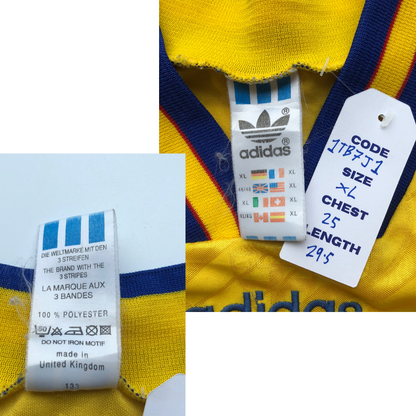 adidas
®
XL XL
XL XL
XL XL
CODE
1TB7J1
SIZE
XL
CHEST
25
LENGTH
29.5
adidas
DIE WELTMARKE MIT DEN
3 STREIFEN
THE BRAND WITH THE
3 STRIPES
LA MARQUE AUX
3 BANDES
100 % POLYESTER
DO NOT IRON MOTIF
made in
United Kingdom